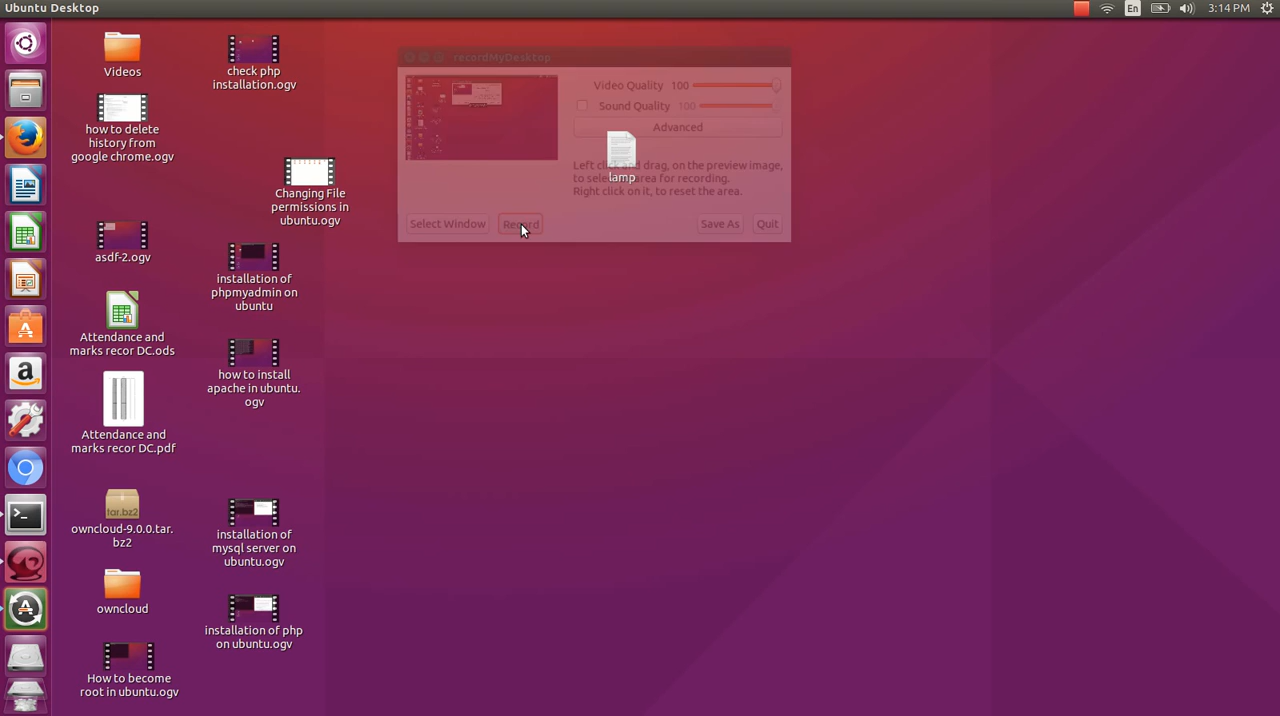 Ubuntu Desktop
En
3:14 PM
Videos
how to delete
history from
google chrome.ogv
asdf-2.ogv
Attendance and
marks recor DC.ods
Attendance and
marks recor DC.pdf
tar.bz2
owncloud-9.0.0.tar.
bz2
owncloud
How to become
root in ubuntu.ogv
check php
installation.ogv
Changing File
permissions in
ubuntu.ogv
installation of
phpmyadmin on
ubuntu
how to install
apache in ubuntu.
ogv
installation of
mysql server on
ubuntu.ogv
installation of php
on ubuntu.ogv
recordMyDesktop
Video Quality 100
Sound Quality 100
Advanced
Left click and drag, on the preview image,
to select area for recording.
Right click on it, to reset the area.
lamp
Select Window
Record
Save As
Quit